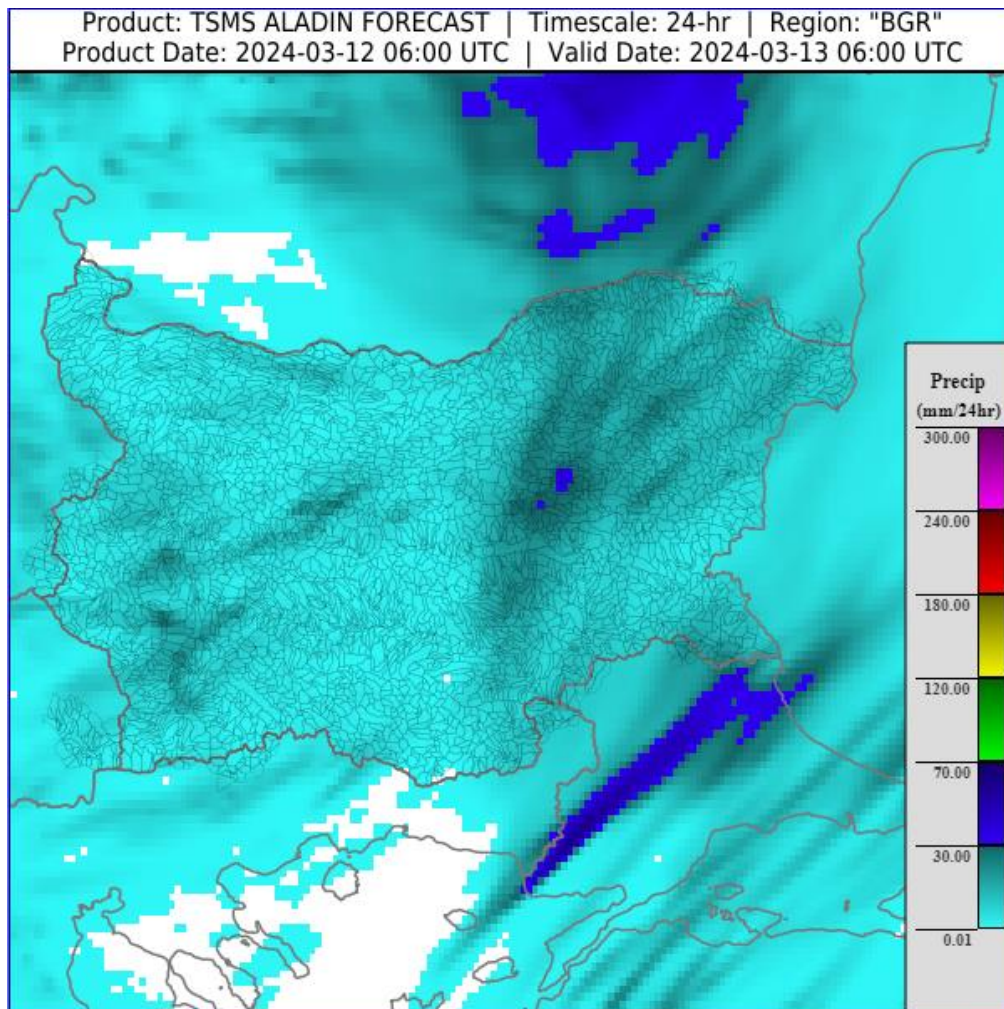 Product: TSMS ALADIN FORECAST | Timescale: 24-hr | Region: "BGR"
Product Date: 2024-03-12 06:00 UTC | Valid Date: 2024-03-13 06:00 UTC
Precip
(mm/24hr)
300.00
240.00
180.00
120.00
70.00
30.00
0.01